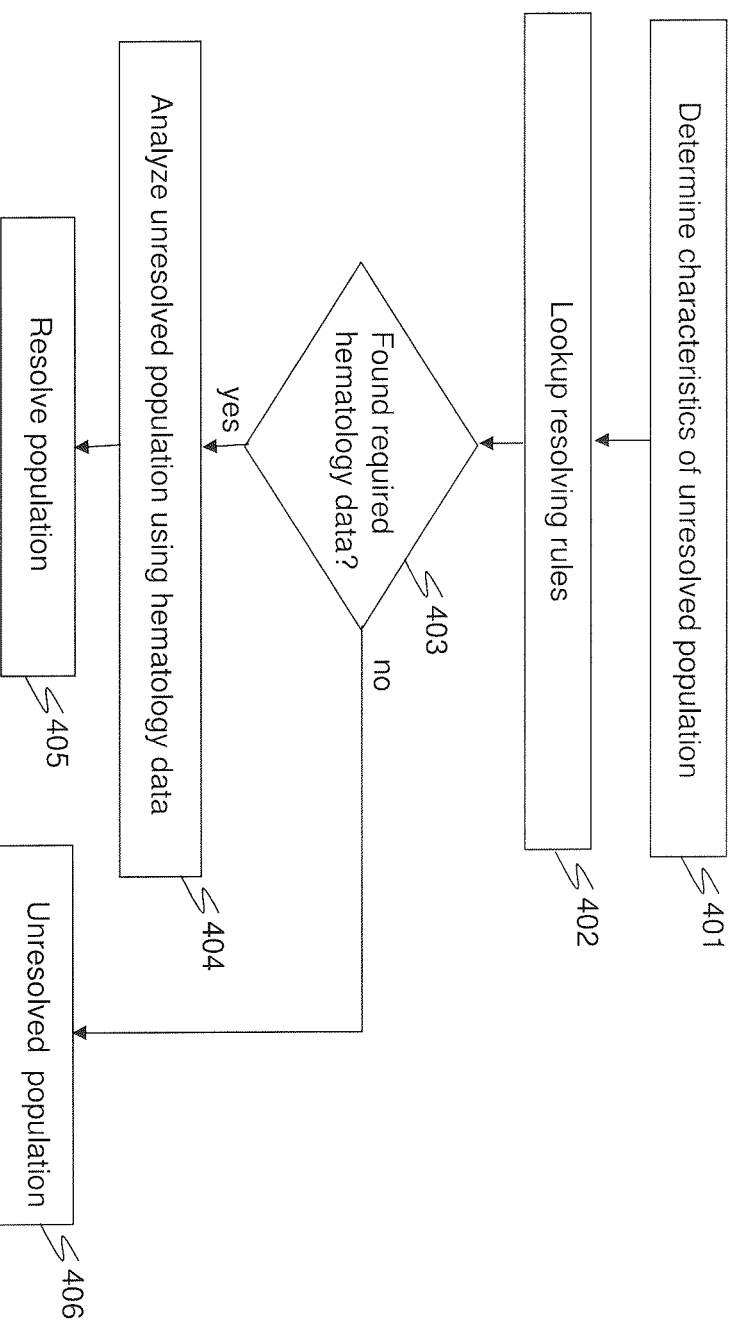 Determine characteristics of unresolved population
401
Lookup resolving rules
402
Found required
hematology data?
403
yes
no
Analyze unresolved population using hematology data
404
Resolve population
405
Unresolved population
406